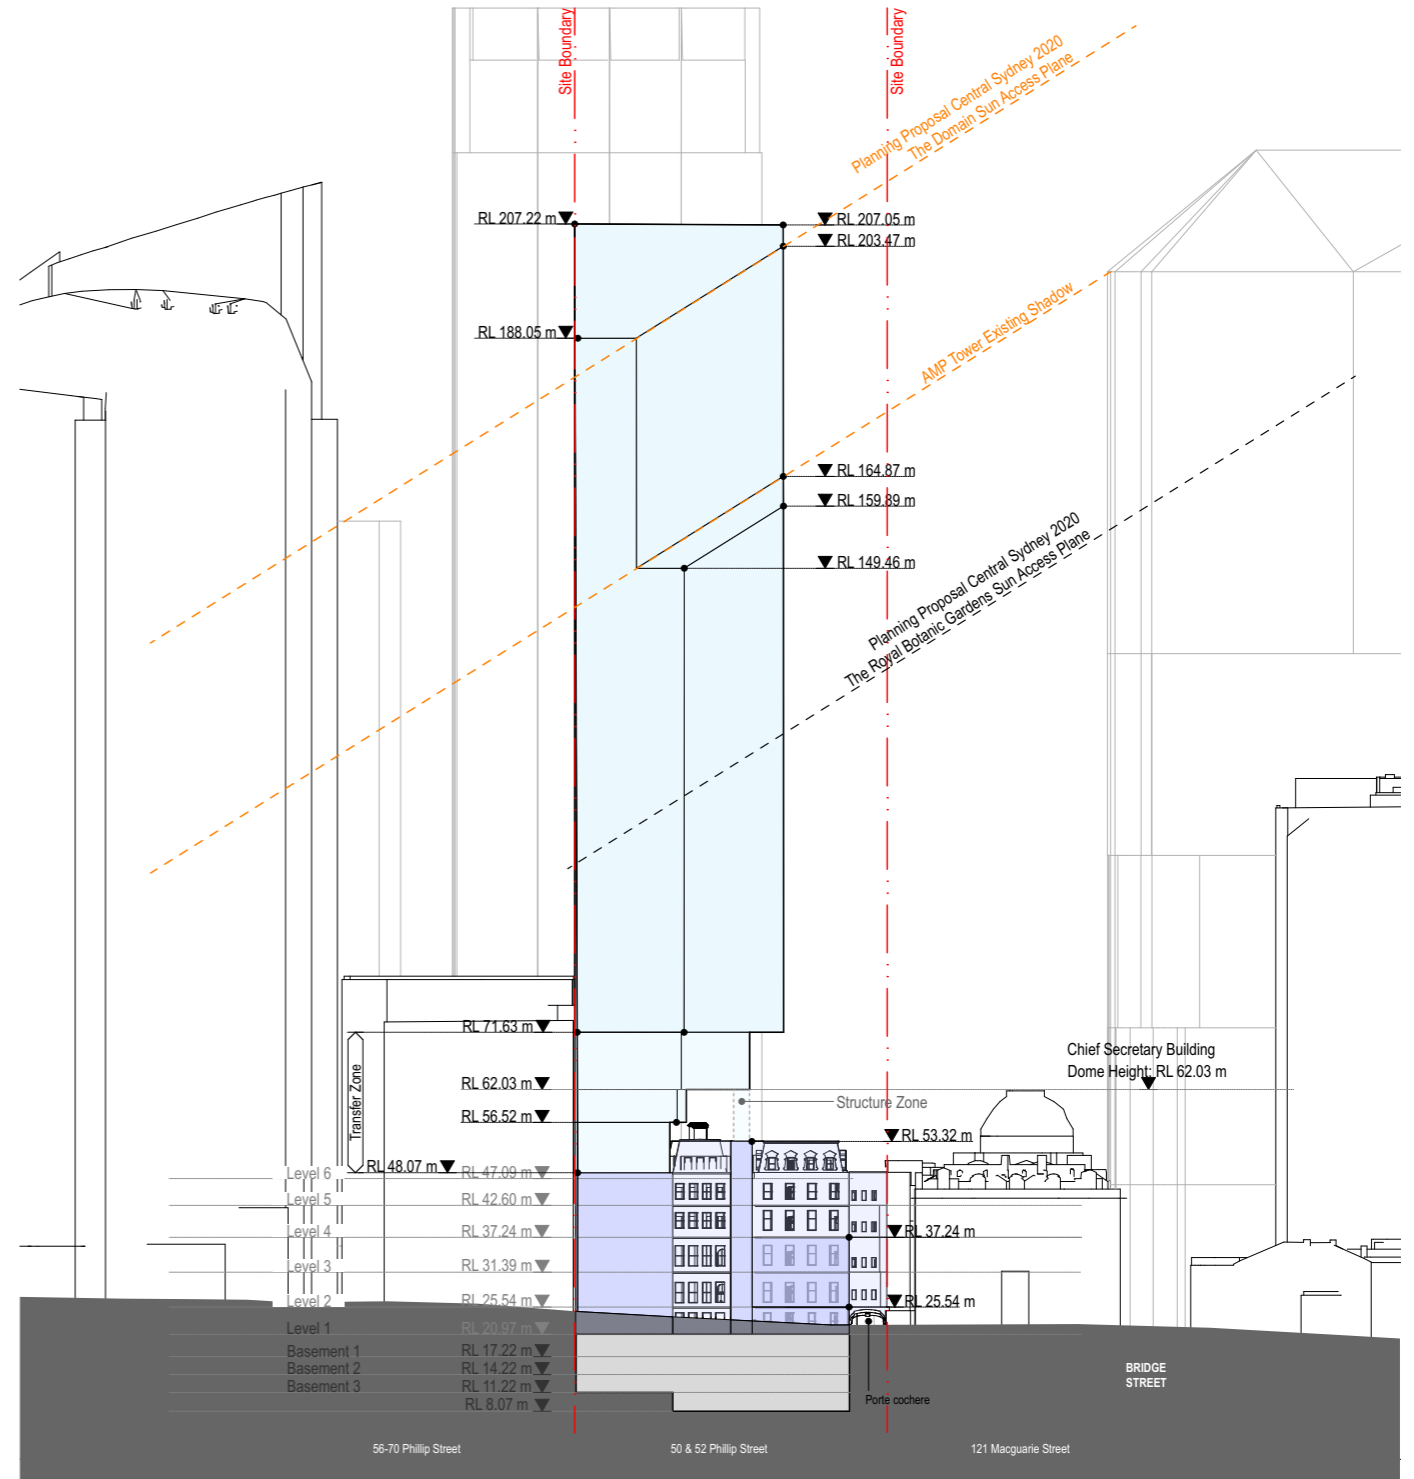 Site Boundary
Site Boundary
Planning Proposal Central Sydney 2020
The Domain Sun Access Plane
RL 207.22 m
RL 207.05 m
RL 203.47 m
RL 188.05 m
AMP Tower Existing Shadow
RL 164.87 m
RL 159.89 m
RL 149.46 m
Planning Proposal Central Sydney 2020
The Royal Botanic Gardens Sun Access Plane
RL 71.63 m
Transfer Zone
RL 62.03 m
Chief Secretary Building
Dome Height: RL 62.03 m
Structure Zone
RL 56.52 m
RL 53.32 m
RL 48.07 m
Level 6 RL 47.09 m
Level 5 RL 42.60 m
Level 4 RL 37.24 m
RL 37.24 m
Level 3 RL 31.39 m
Level 2 RL 25.54 m
RL 25.54 m
Level 1 RL 20.97 m
Basement 1 RL 17.22 m
Basement 2 RL 14.22 m
Basement 3 RL 11.22 m
RL 8.07 m
Porte cochere
BRIDGE
STREET
56-70 Phillip Street
50 & 52 Phillip Street
121 Macguarie Street